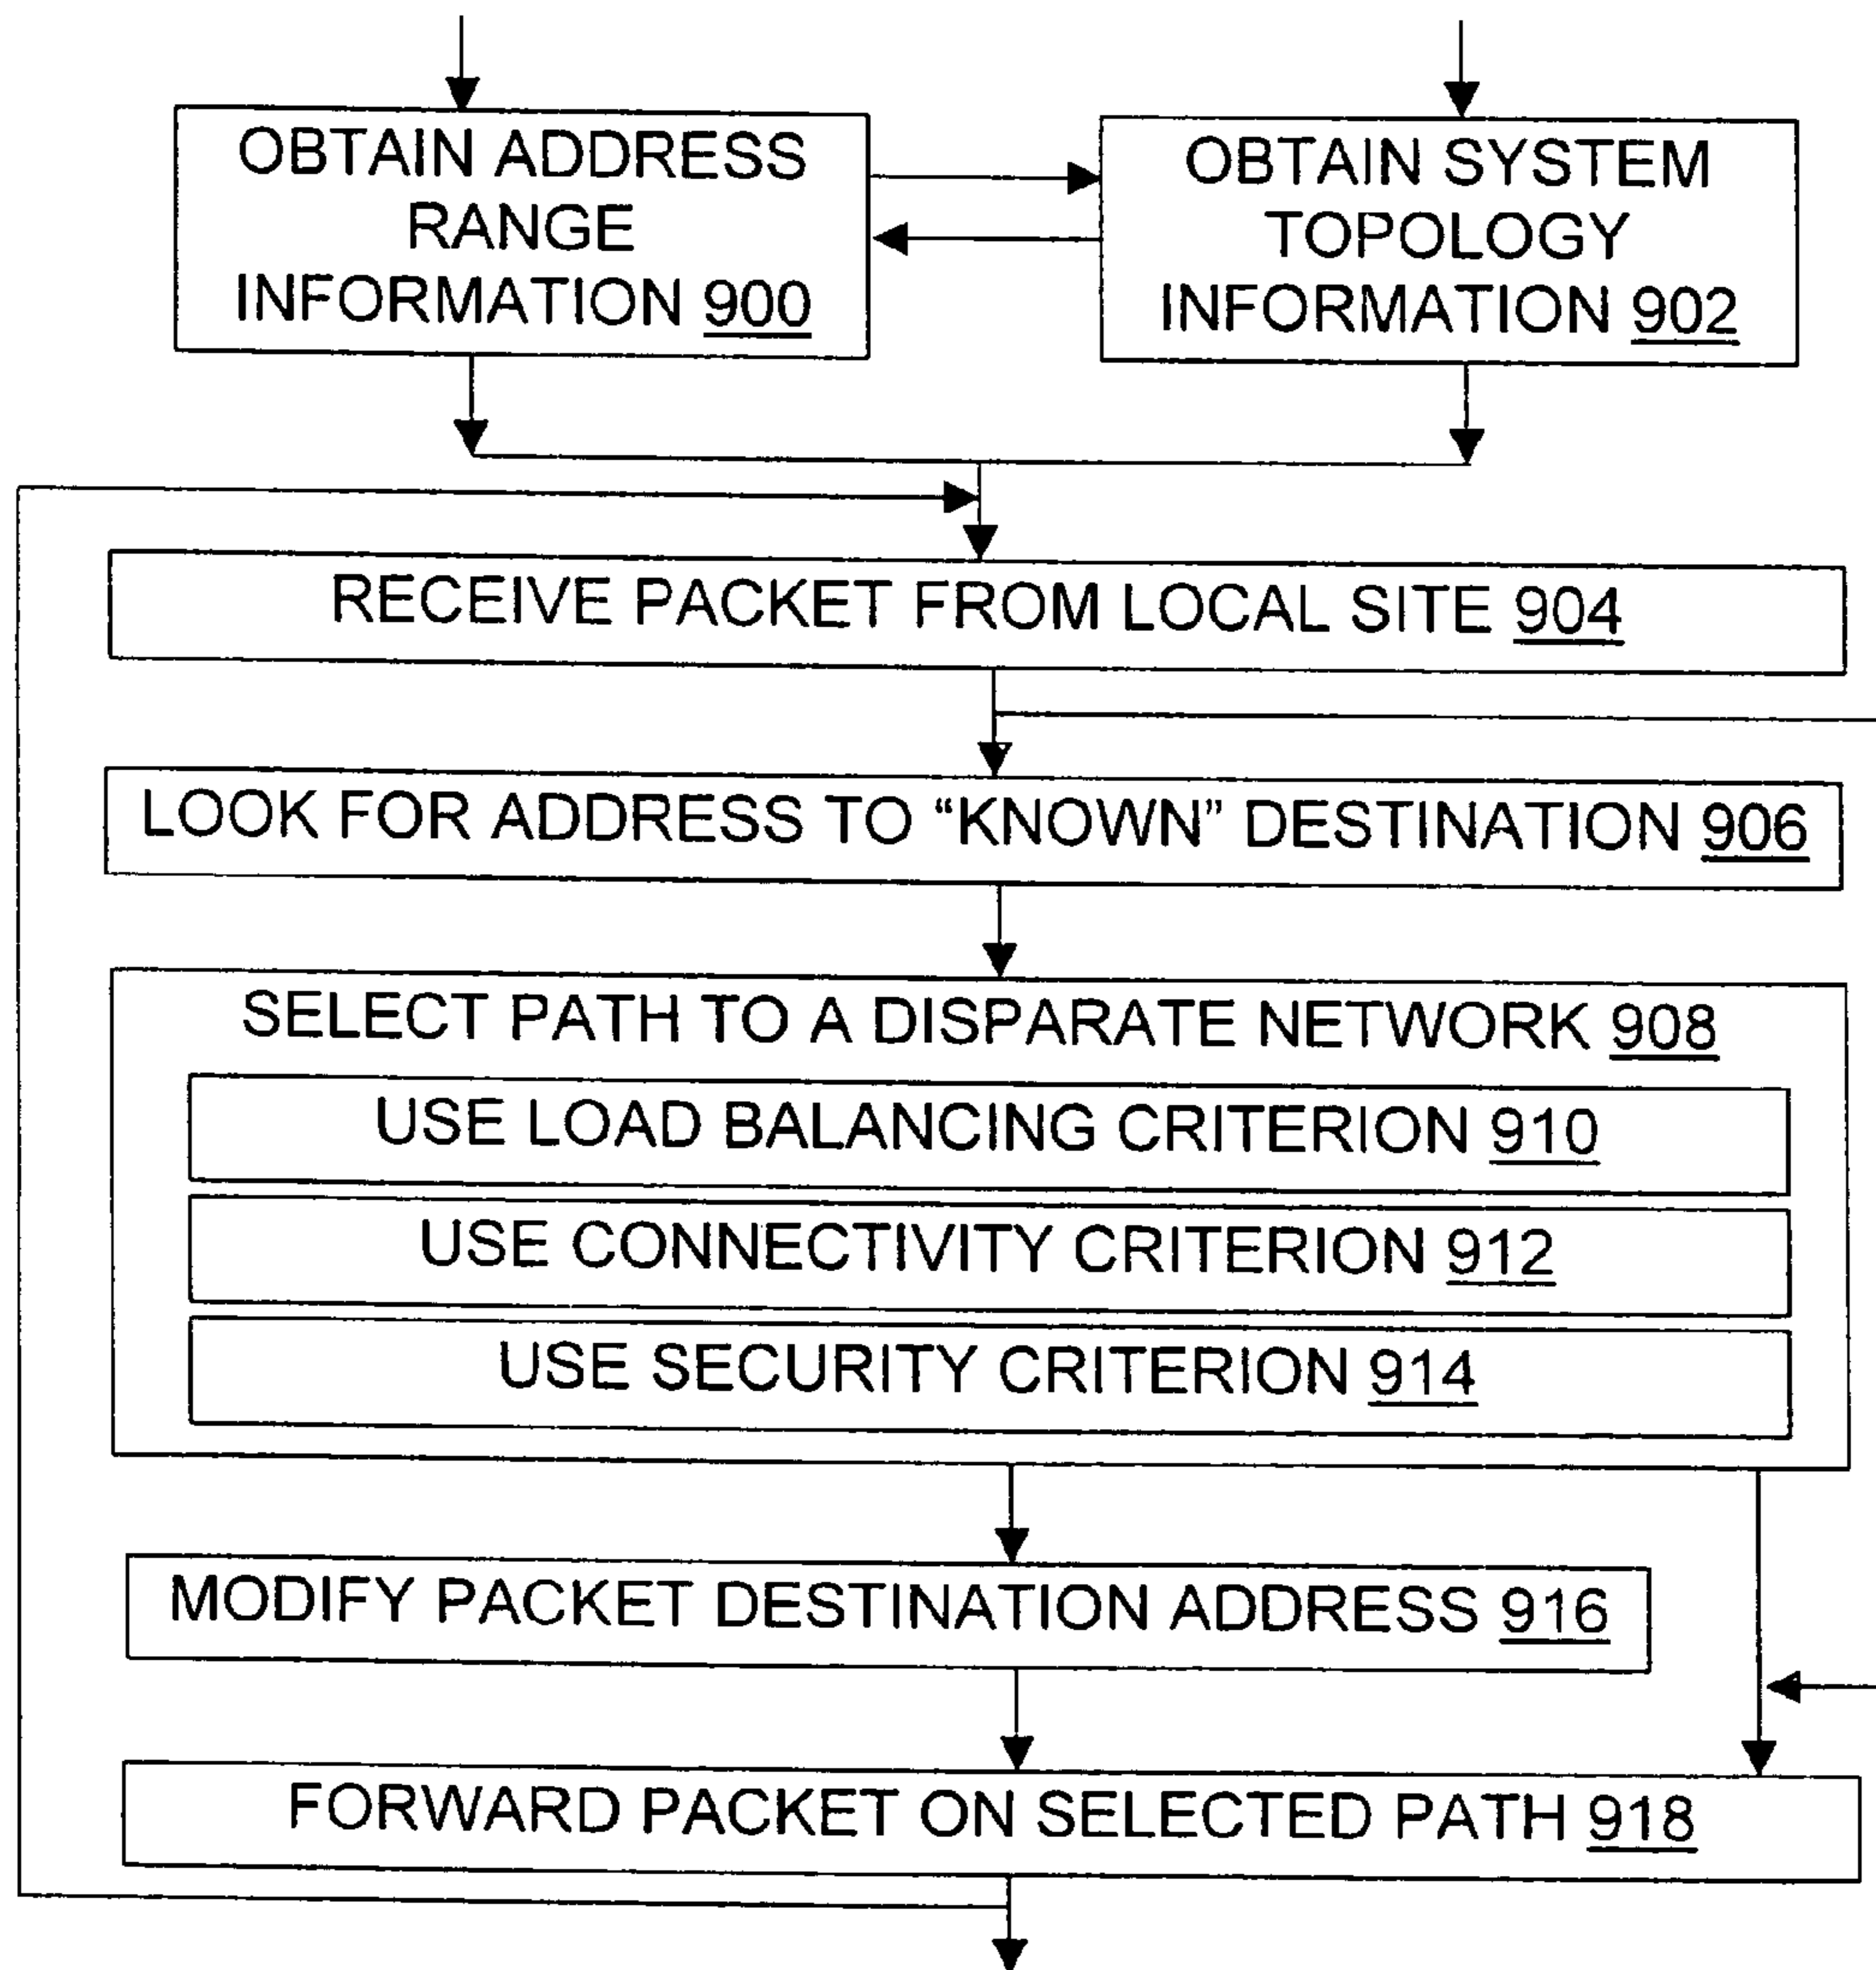 OBTAIN ADDRESS
RANGE
INFORMATION 900
OBTAIN SYSTEM
TOPOLOGY
INFORMATION 902
RECEIVE PACKET FROM LOCAL SITE 904
LOOK FOR ADDRESS TO “KNOWN” DESTINATION 906
SELECT PATH TO A DISPARATE NETWORK 908
USE LOAD BALANCING CRITERION 910
USE CONNECTIVITY CRITERION 912
USE SECURITY CRITERION 914
MODIFY PACKET DESTINATION ADDRESS 916
FORWARD PACKET ON SELECTED PATH 918